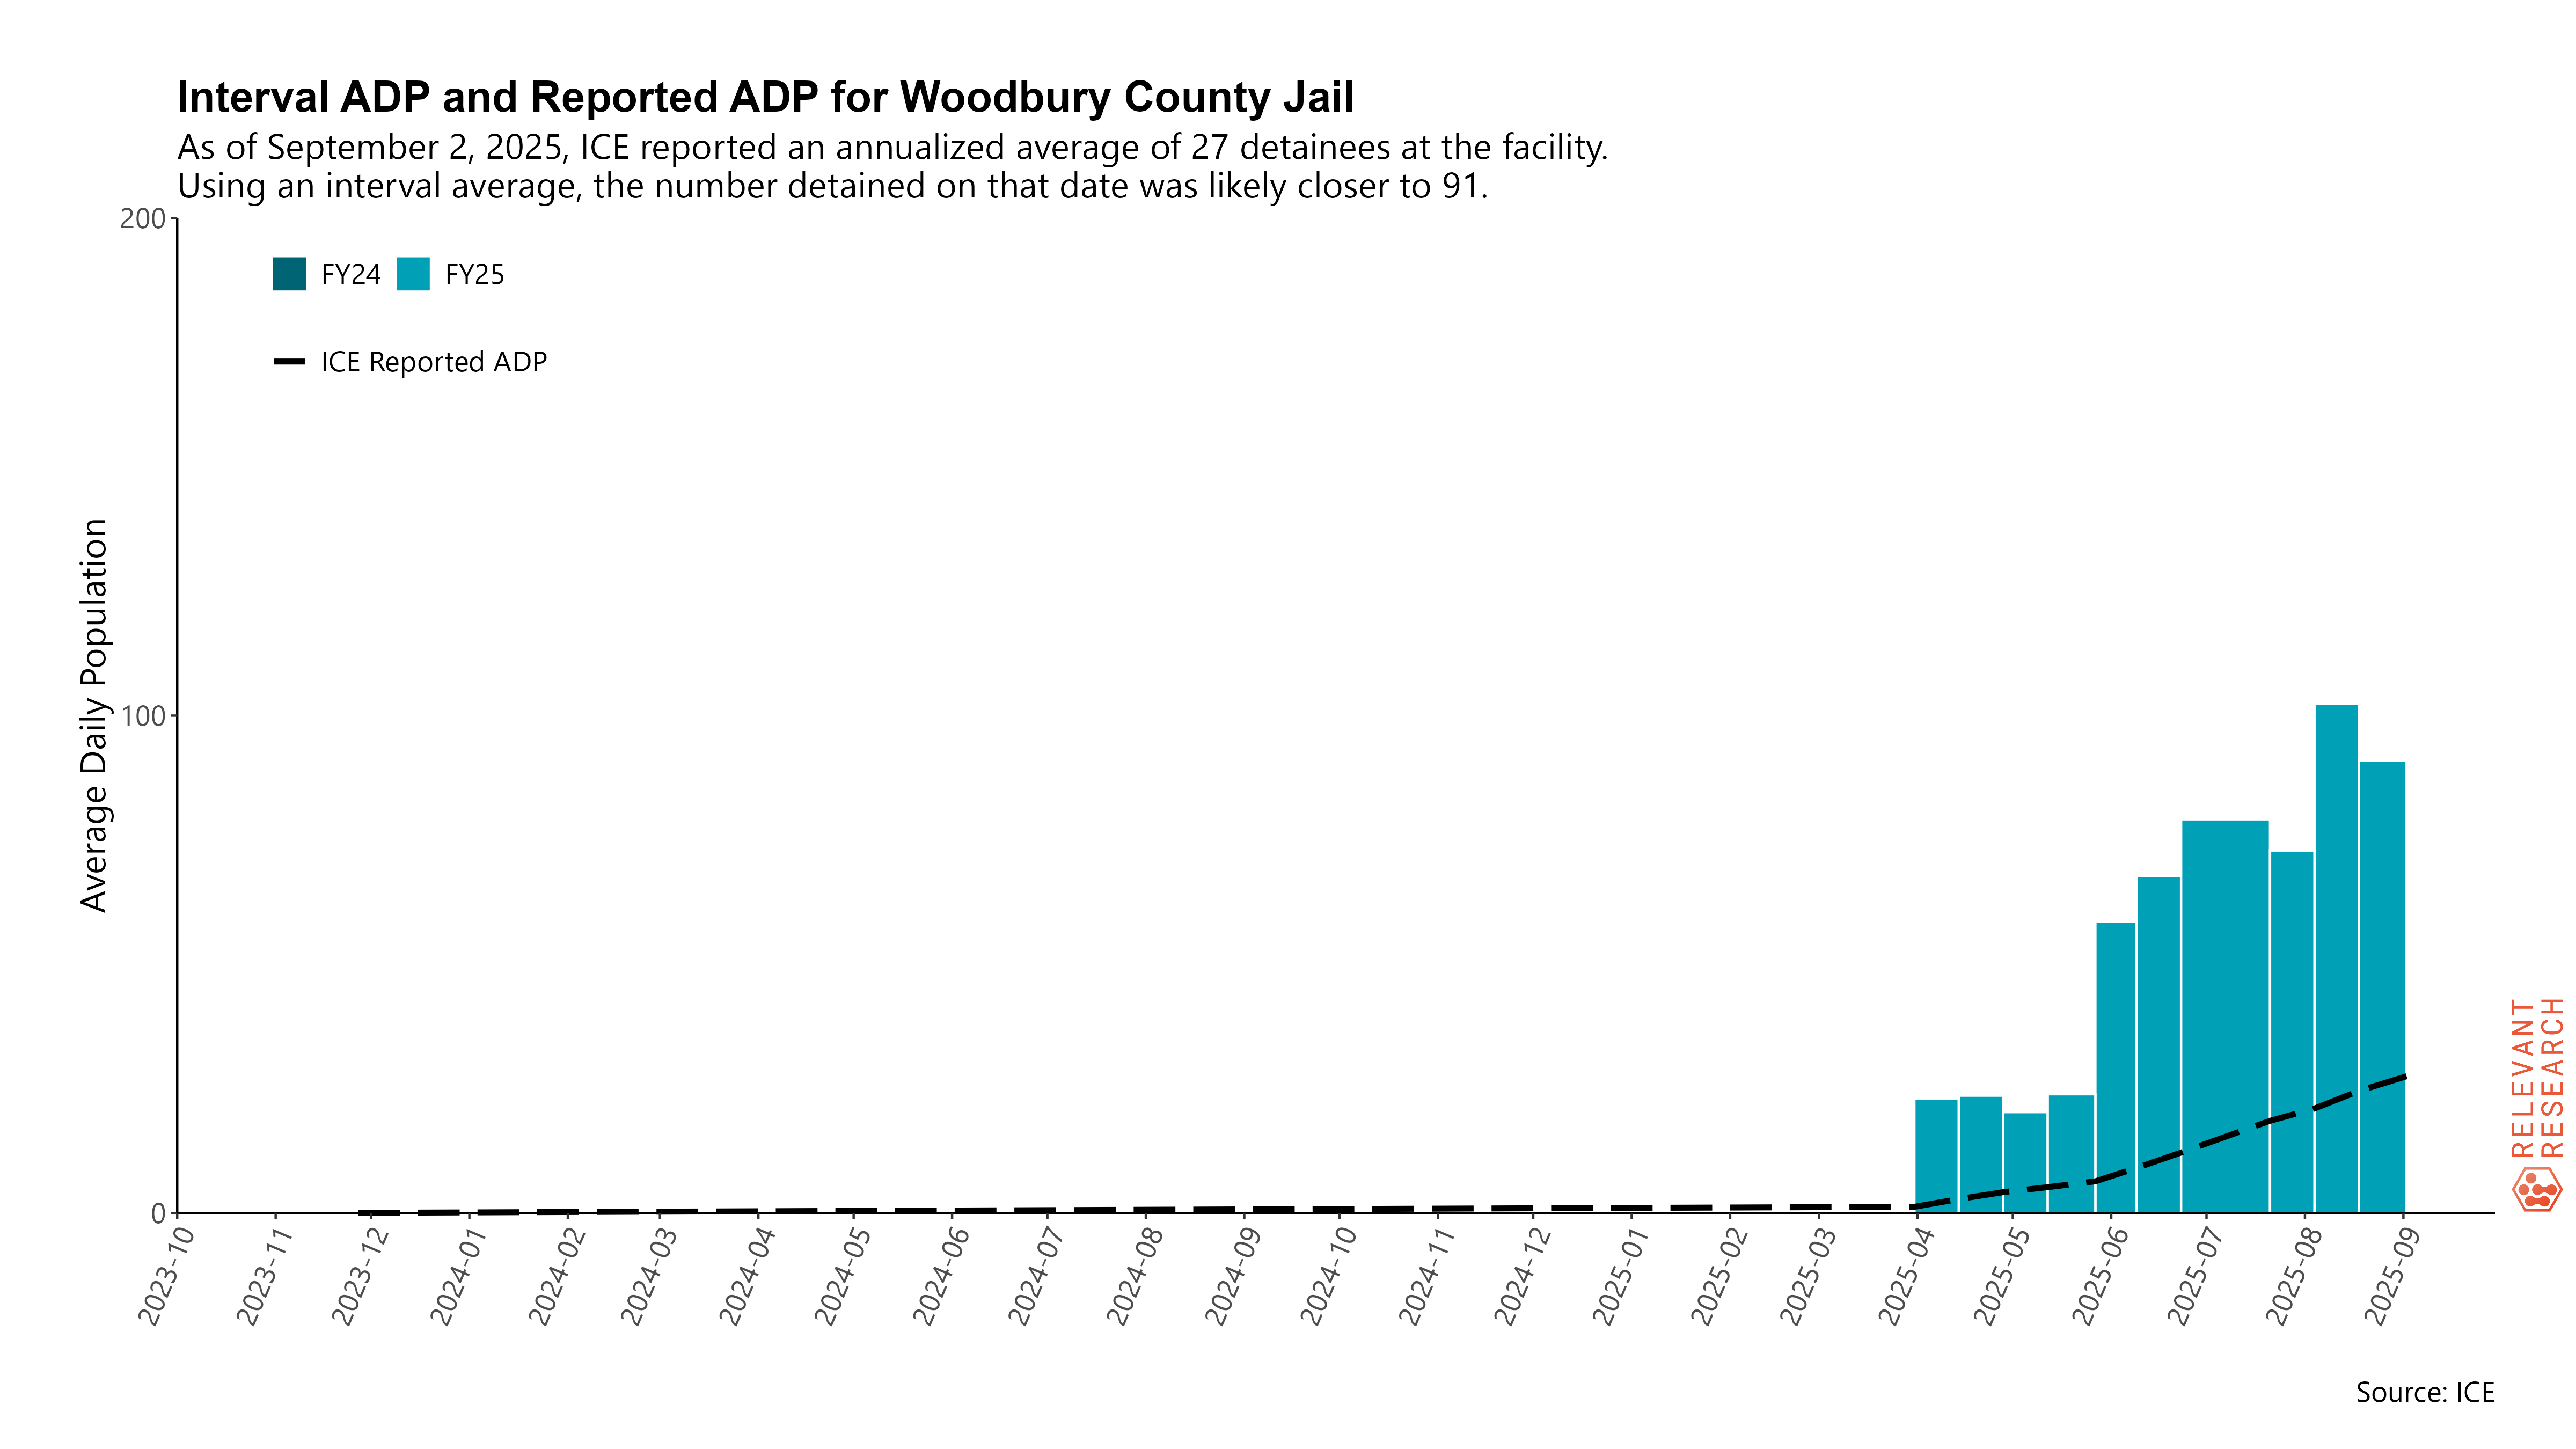 Interval ADP and Reported ADP for Woodbury County Jail
As of September 2, 2025, ICE reported an annualized average of 27 detainees at the facility.
Using an interval average, the number detained on that date was likely closer to 91.
200
FY24
FY25
ICE Reported ADP
Average Daily Population
100
0
2023-10
2023-11
2023-12
2024-01
2024-02
2024-03
2024-04
2024-05
2024-06
2024-07
2024-08
2024-09
2024-10
2024-11
2024-12
2025-01
2025-02
2025-03
2025-04
2025-05
2025-06
2025-07
2025-08
2025-09
RELEVANT
RESEARCH
Source: ICE